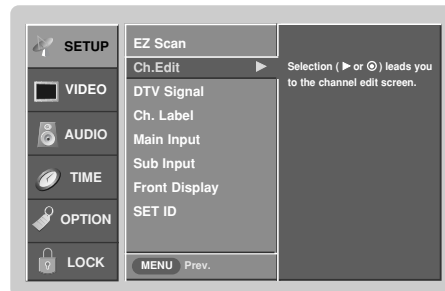 SETUP
VIDEO
AUDIO
TIME
OPTION
LOCK
EZ Scan
Ch.Edit ▶
DTV Signal
Ch. Label
Main Input
Sub Input
Front Display
SET ID
MENU Prev.
Selection ( ▶ or ⊙ ) leads you
to the channel edit screen.